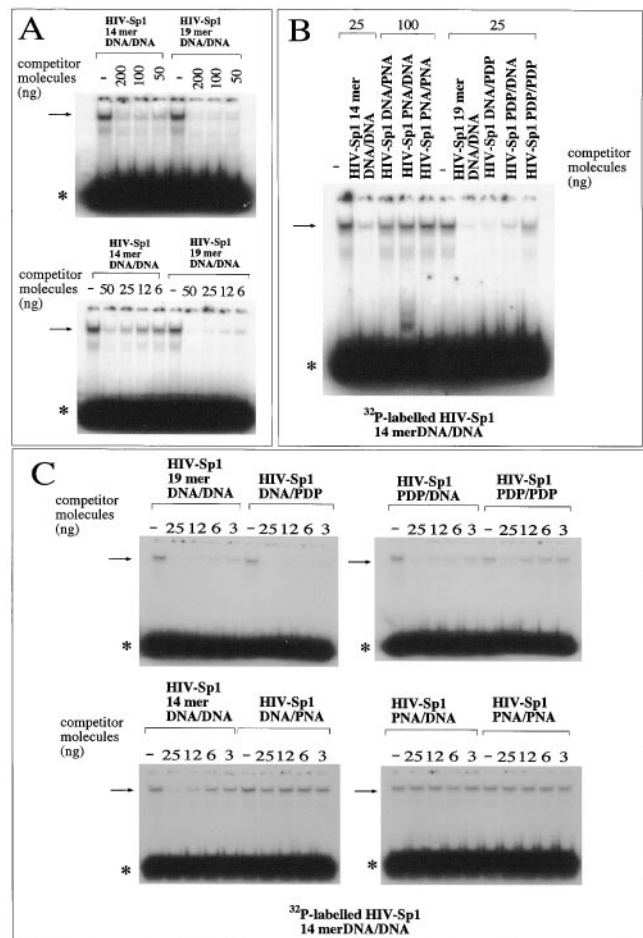 A
HIV-Sp1
14 mer
DNA/DNA
HIV-Sp1
19 mer
DNA/DNA
competitor
molecules
(ng)
- 200 100 50 - 200 100 50
*
HIV-Sp1
14 mer
DNA/DNA
HIV-Sp1
19 mer
DNA/DNA
competitor
molecules
(ng)
- 50 25 12 6 - 50 25 12 6
*
B
25 100 25
-
HIV-Sp1 14 mer
DNA/DNA
HIV-Sp1 DNA/PNA
HIV-Sp1 PNA/DNA
HIV-Sp1 PNA/PNA
-
HIV-Sp1 19 mer
DNA/DNA
HIV-Sp1 DNA/PDP
HIV-Sp1 PDP/DNA
HIV-Sp1 PDP/PDP
competitor
molecules
(ng)
*
³²P-labelled HIV-Sp1
14 merDNA/DNA
C
HIV-Sp1
19 mer
DNA/DNA
HIV-Sp1
DNA/PDP
competitor
molecules
(ng)
- 25 12 6 3 - 25 12 6 3
*
HIV-Sp1
PDP/DNA
HIV-Sp1
PDP/PDP
- 25 12 6 3 - 25 12 6 3
*
HIV-Sp1
14 mer
DNA/DNA
HIV-Sp1
DNA/PNA
competitor
molecules
(ng)
- 25 12 6 3 - 25 12 6 3
*
HIV-Sp1
PNA/DNA
HIV-Sp1
PNA/PNA
- 25 12 6 3 - 25 12 6 3
*
³²P-labelled HIV-Sp1
14 merDNA/DNA